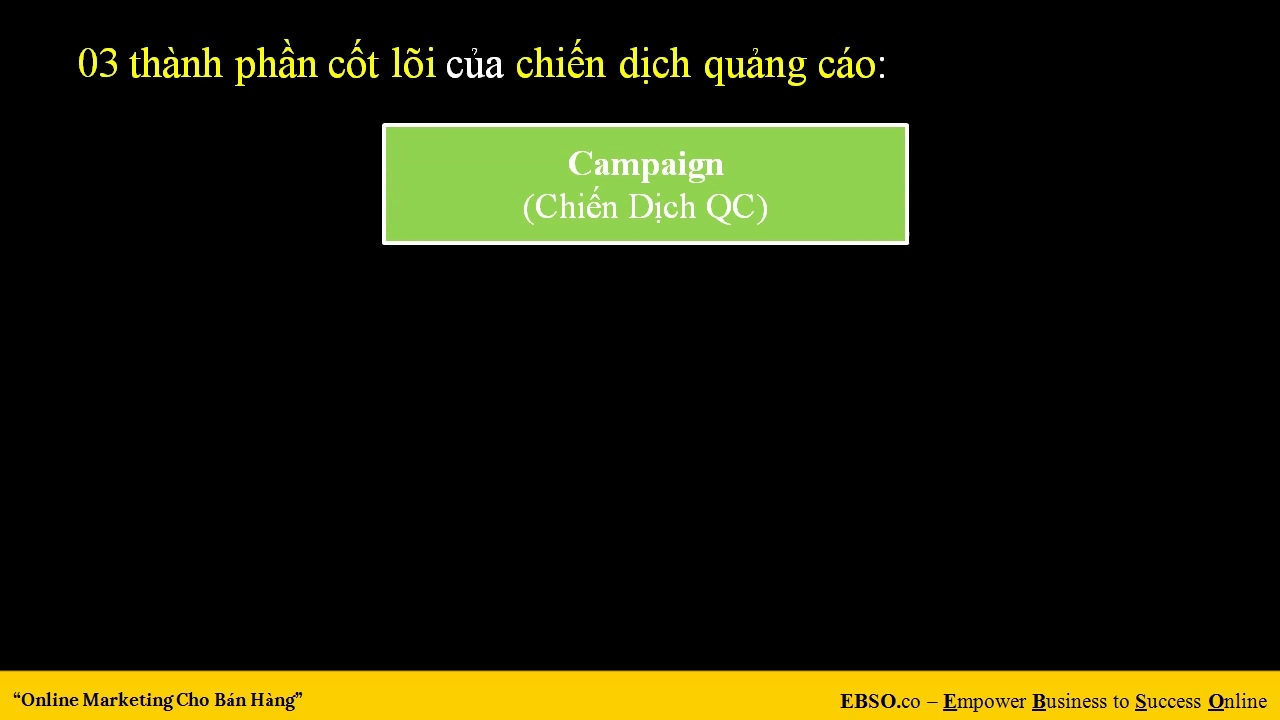 03 thành phần cốt lõi của chiến dịch quảng cáo:
Campaign
(Chiến Dịch QC)
“Online Marketing Cho Bán Hàng”
EBSO.co – Empower Business to Success Online